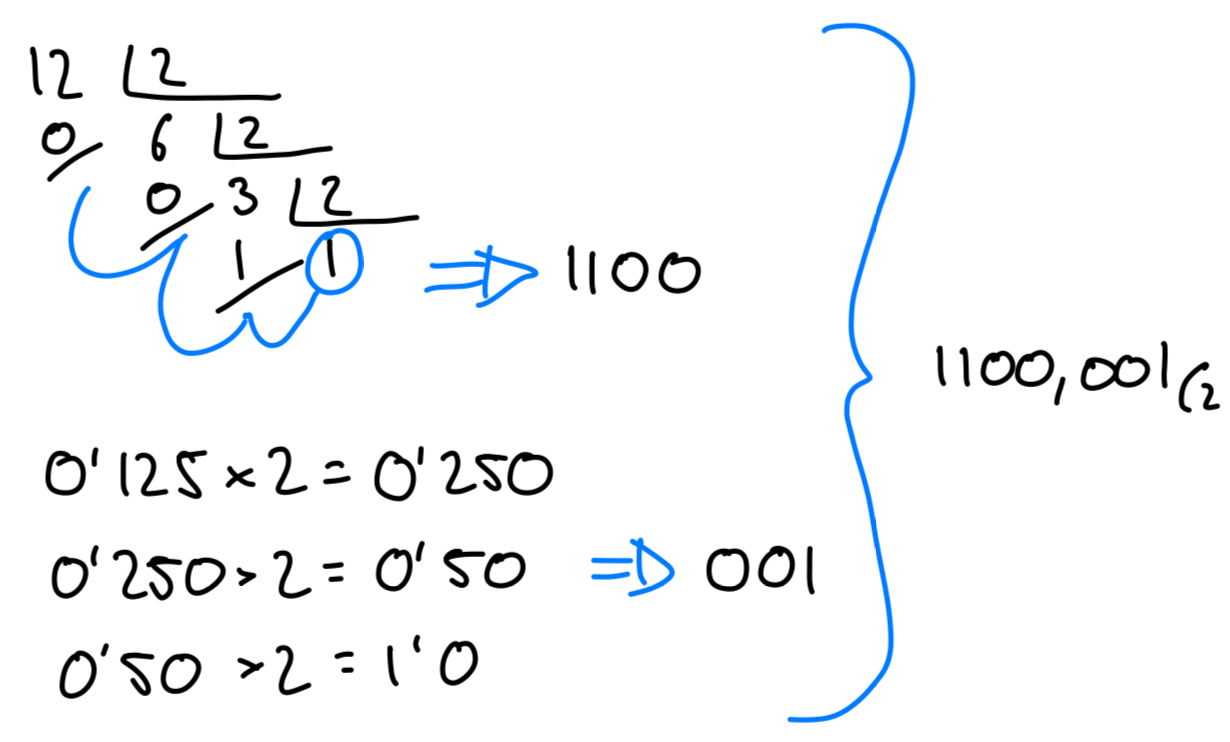 12 2
0 6 2
0 3 2
1 1 ⇒ 1100
1100,001(2
0'125 × 2 = 0'250
0'250 × 2 = 0'50 ⇒ 001
0'50 × 2 = 1'0